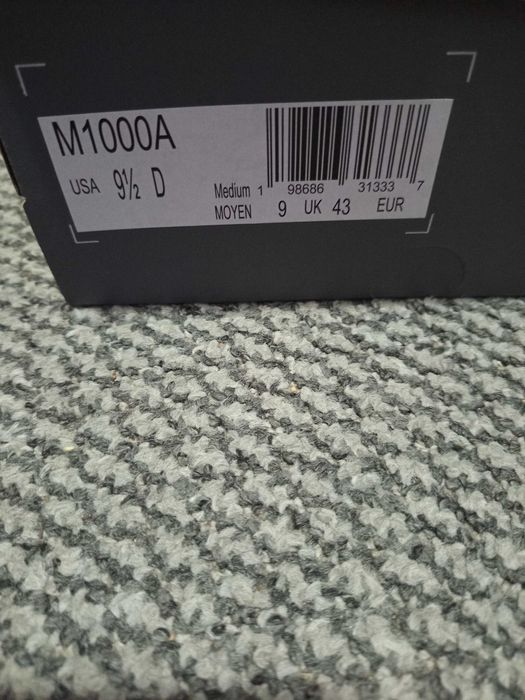 M1000A
USA 9½ D
Medium 1 98686 31333 7
MOYEN 9 UK 43 EUR